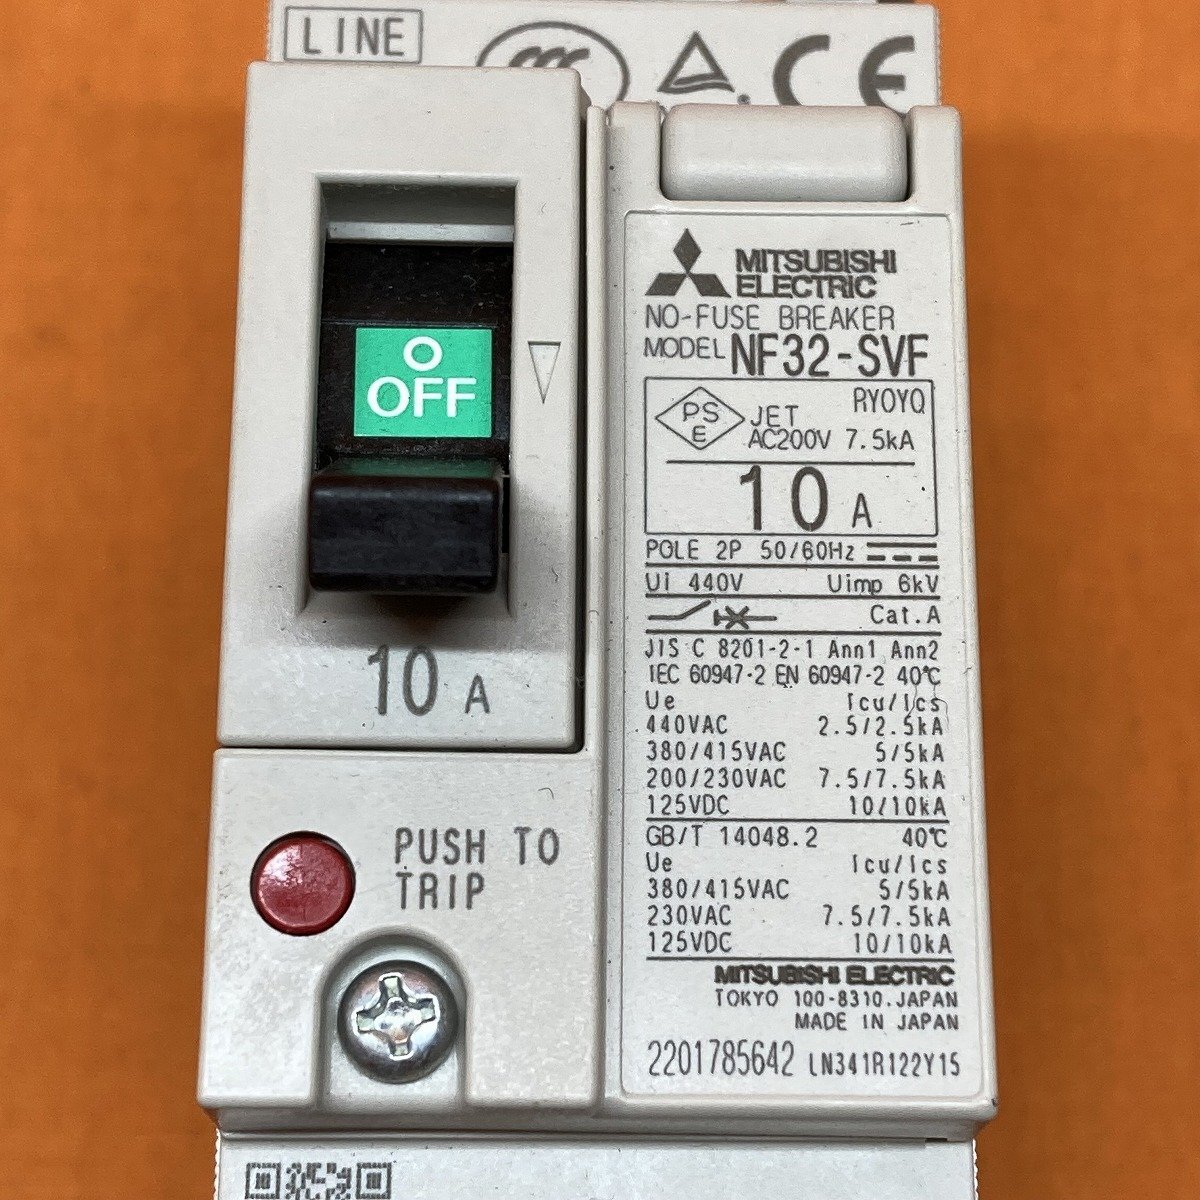 LINE
CCC
CE
O
OFF
10 A
PUSH TO
TRIP
MITSUBISHI
ELECTRIC
NO-FUSE BREAKER
MODEL NF32-SVF
RYOYQ
PS
E
JET
AC200V 7.5kA
10 A
POLE 2P 50/60Hz
Ui 440V Uimp 6kV
Cat.A
JIS C 8201-2-1 Ann1 Ann2
IEC 60947-2 EN 60947-2 40℃
Ue Icu/Ics
440VAC 2.5/2.5kA
380/415VAC 5/5kA
200/230VAC 7.5/7.5kA
125VDC 10/10kA
GB/T 14048.2 40℃
Ue Icu/Ics
380/415VAC 5/5kA
230VAC 7.5/7.5kA
125VDC 10/10kA
MITSUBISHI ELECTRIC
TOKYO 100-8310.JAPAN
MADE IN JAPAN
2201785642 LN341R122Y15